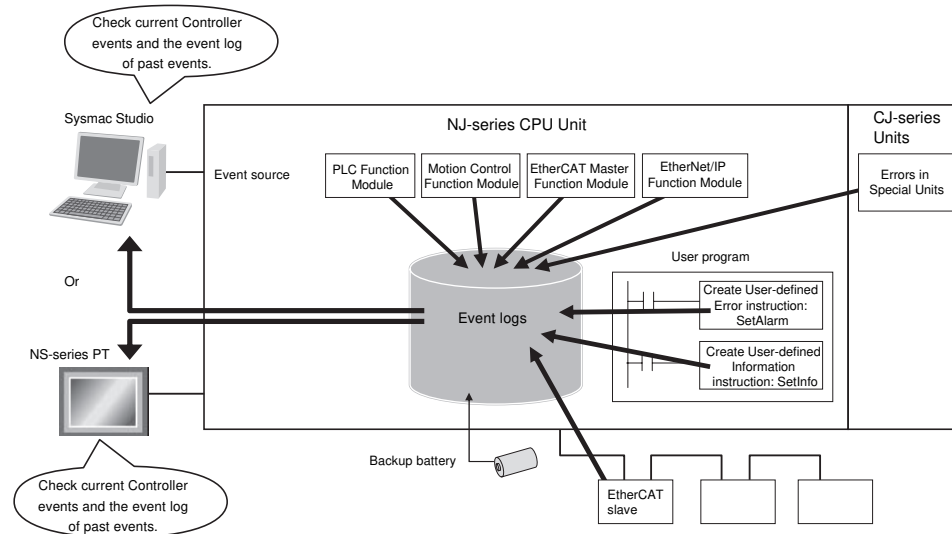 Check current Controller
events and the event log
of past events.
Sysmac Studio
NJ-series CPU Unit
CJ-series
Units
Event source
PLC Function
Module
Motion Control
Function Module
EtherCAT Master
Function Module
EtherNet/IP
Function Module
Errors in
Special Units
User program
Or
Event logs
Create User-defined
Error instruction:
SetAlarm
NS-series PT
Create User-defined
Information
instruction: SetInfo
Backup battery
Check current Controller
events and the event log
of past events.
EtherCAT
slave